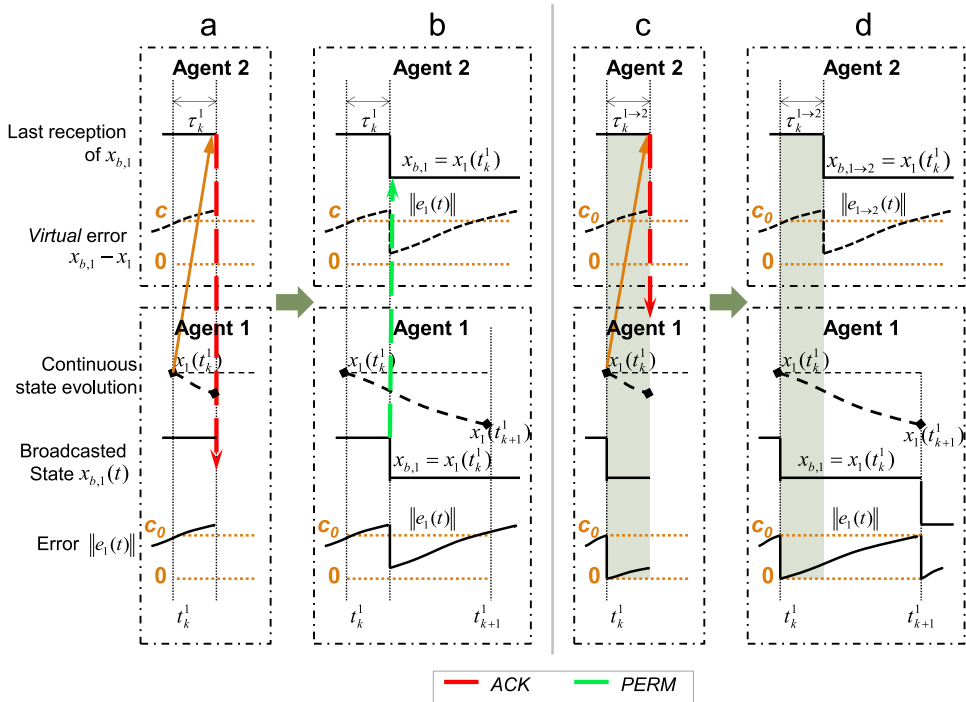 a
b
c
d
Agent 2
Agent 2
Agent 2
Agent 2
Last reception
of x_{b,1}
Virtual error
x_{b,1} − x_1
τ_k^1
c
0
τ_k^1
x_{b,1} = x_1(t_k^1)
c
‖e_1(t)‖
0
τ_k^{1→2}
c_0
0
τ_k^{1→2}
x_{b,1→2} = x_1(t_k^1)
c_0
‖e_{1→2}(t)‖
0
Agent 1
Agent 1
Agent 1
Agent 1
Continuous
state evolution
Broadcasted
State x_{b,1}(t)
Error ‖e_1(t)‖
x_1(t_k^1)
c_0
0
t_k^1
x_1(t_k^1)
x_1(t_{k+1}^1)
x_{b,1} = x_1(t_k^1)
c_0
‖e_1(t)‖
0
t_k^1
t_{k+1}^1
x_1(t_k^1)
c_0
0
t_k^1
x_1(t_k^1)
x_1(t_{k+1}^1)
x_{b,1} = x_1(t_k^1)
c_0
‖e_1(t)‖
0
t_k^1
t_{k+1}^1
ACK
PERM